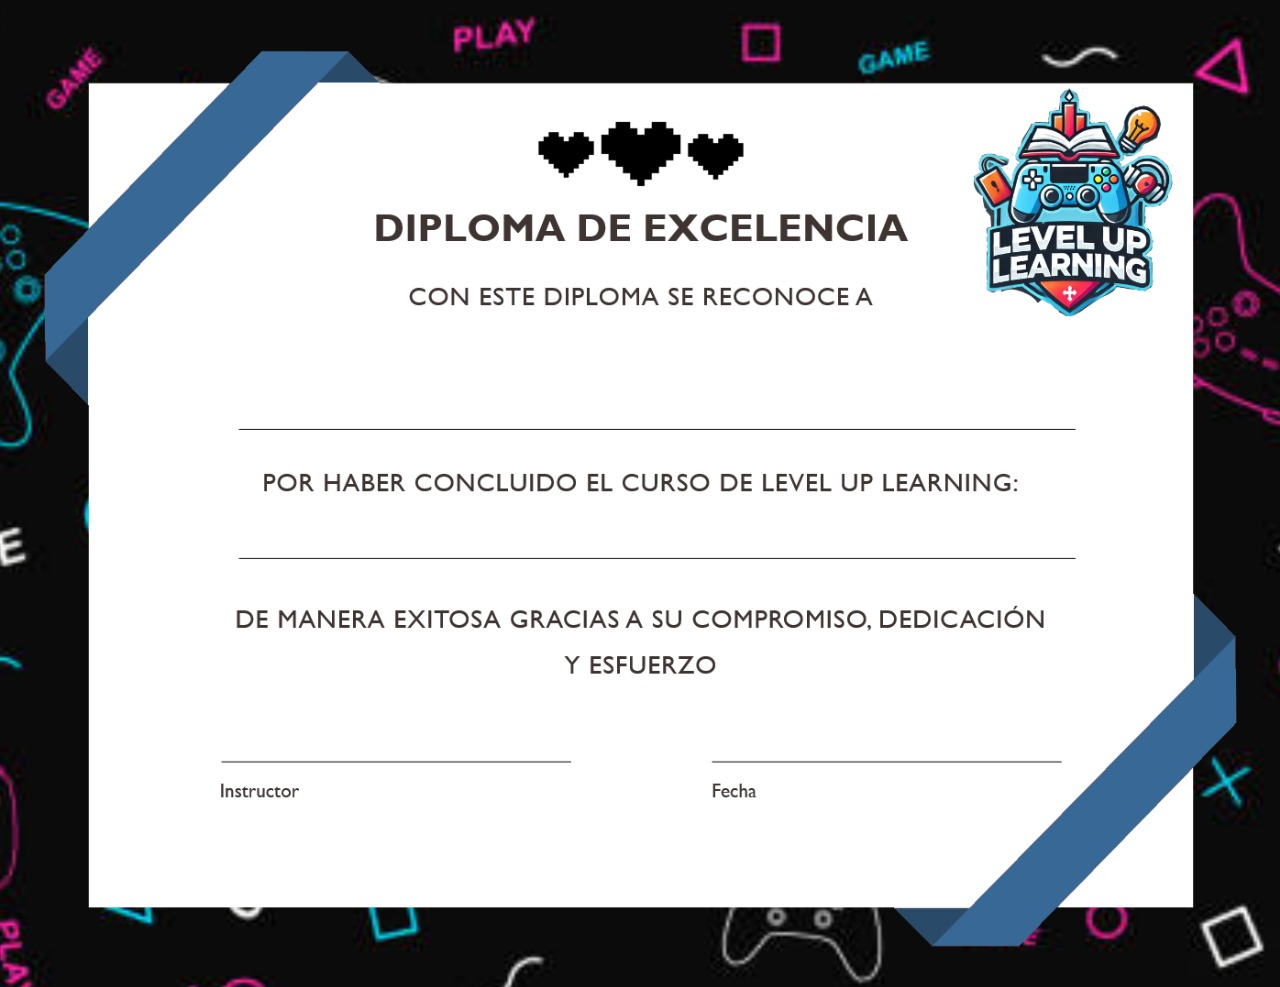 PLAY
GAME
GAME
LEVEL UP
LEARNING
DIPLOMA DE EXCELENCIA
CON ESTE DIPLOMA SE RECONOCE A
POR HABER CONCLUIDO EL CURSO DE LEVEL UP LEARNING:
E
DE MANERA EXITOSA GRACIAS A SU COMPROMISO, DEDICACIÓN
Y ESFUERZO
Instructor
Fecha
PLAY